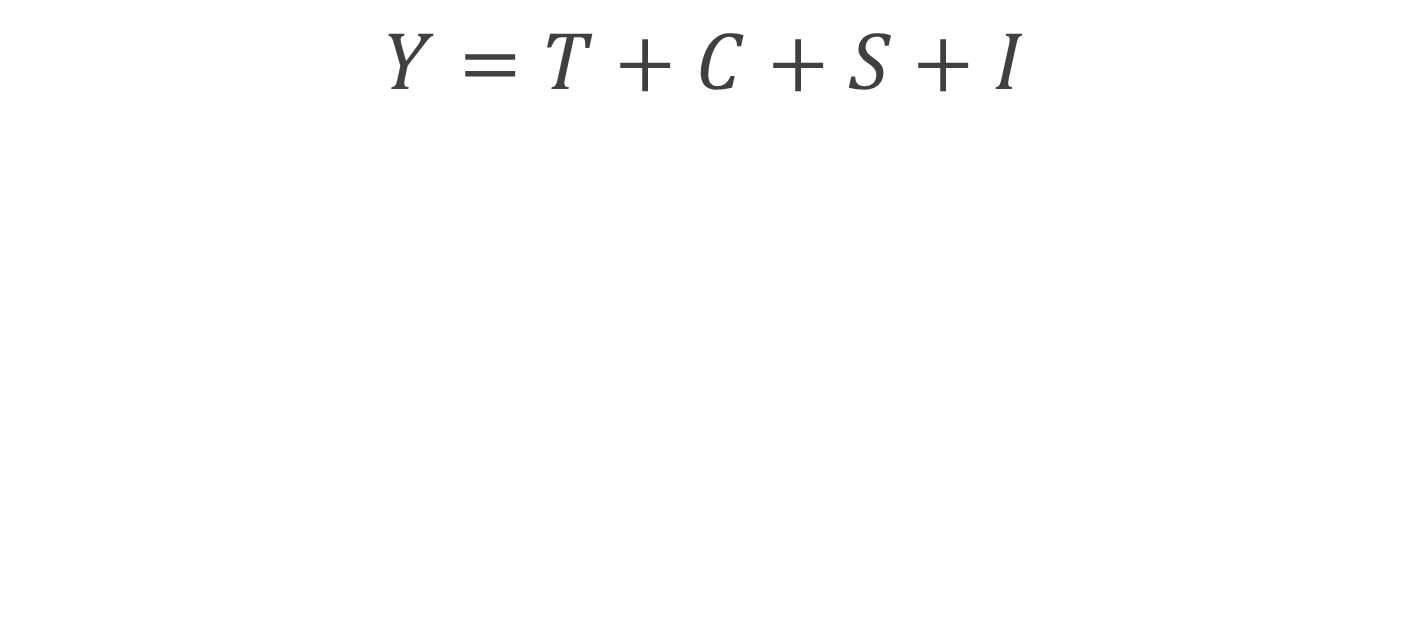 Y = T + C + S + I